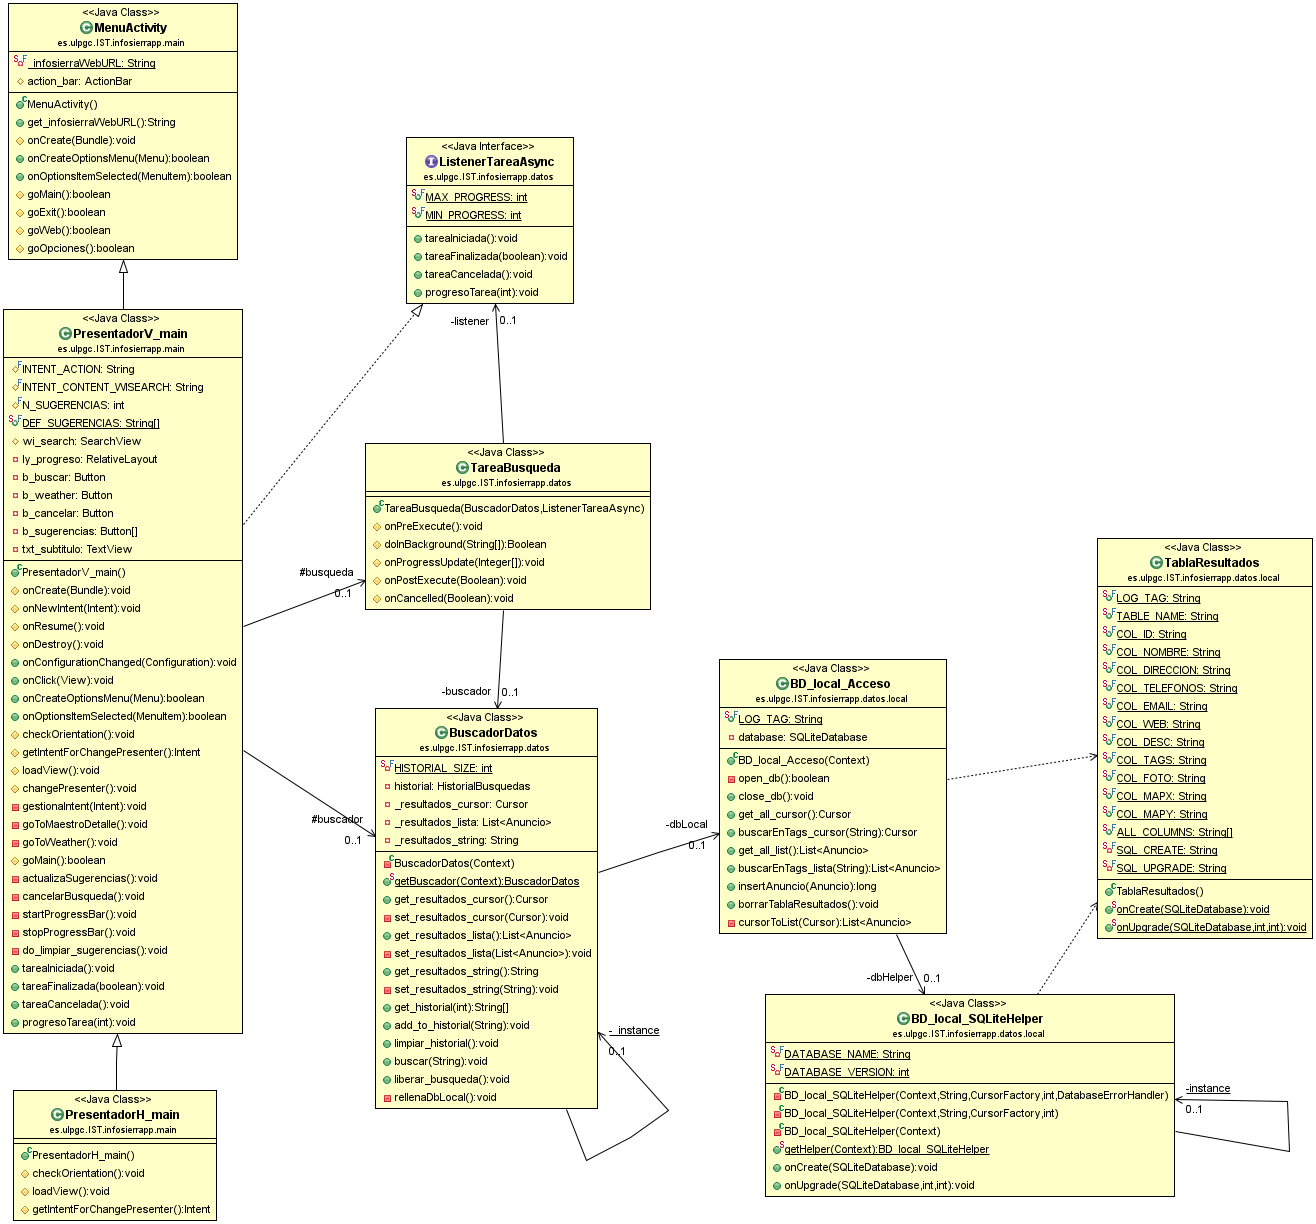 <<Java Class>>
MenuActivity
es.ulpgc.IST.infosierrapp.main
_infosierraWebURL: String
action_bar: ActionBar
MenuActivity()
get_infosierraWebURL():String
onCreate(Bundle):void
onCreateOptionsMenu(Menu):boolean
onOptionsItemSelected(MenuItem):boolean
goMain():boolean
goExit():boolean
goWeb():boolean
goOpciones():boolean
<<Java Interface>>
ListenerTareaAsync
es.ulpgc.IST.infosierrapp.datos
MAX_PROGRESS: int
MIN_PROGRESS: int
tareaIniciada():void
tareaFinalizada(boolean):void
tareaCancelada():void
progresoTarea(int):void
-listener
0..1
<<Java Class>>
PresentadorV_main
es.ulpgc.IST.infosierrapp.main
INTENT_ACTION: String
INTENT_CONTENT_WISEARCH: String
N_SUGERENCIAS: int
DEF_SUGERENCIAS: String[]
wi_search: SearchView
ly_progreso: RelativeLayout
b_buscar: Button
b_weather: Button
b_cancelar: Button
b_sugerencias: Button[]
txt_subtitulo: TextView
PresentadorV_main()
onCreate(Bundle):void
onNewIntent(Intent):void
onResume():void
onDestroy():void
onConfigurationChanged(Configuration):void
onClick(View):void
onCreateOptionsMenu(Menu):boolean
onOptionsItemSelected(MenuItem):boolean
checkOrientation():void
getIntentForChangePresenter():Intent
loadView():void
changePresenter():void
gestionaIntent(Intent):void
goToMaestroDetalle():void
goToWeather():void
goMain():boolean
actualizaSugerencias():void
cancelarBusqueda():void
startProgressBar():void
stopProgressBar():void
do_limpiar_sugerencias():void
tareaIniciada():void
tareaFinalizada(boolean):void
tareaCancelada():void
progresoTarea(int):void
<<Java Class>>
PresentadorH_main
es.ulpgc.IST.infosierrapp.main
PresentadorH_main()
checkOrientation():void
loadView():void
getIntentForChangePresenter():Intent
#busqueda
0..1
#buscador
0..1
<<Java Class>>
TareaBusqueda
es.ulpgc.IST.infosierrapp.datos
TareaBusqueda(BuscadorDatos,ListenerTareaAsync)
onPreExecute():void
doInBackground(String[]):Boolean
onProgressUpdate(Integer[]):void
onPostExecute(Boolean):void
onCancelled(Boolean):void
-buscador
0..1
<<Java Class>>
BuscadorDatos
es.ulpgc.IST.infosierrapp.datos
HISTORIAL_SIZE: int
historial: HistorialBusquedas
_resultados_cursor: Cursor
_resultados_lista: List<Anuncio>
_resultados_string: String
BuscadorDatos(Context)
getBuscador(Context):BuscadorDatos
get_resultados_cursor():Cursor
set_resultados_cursor(Cursor):void
get_resultados_lista():List<Anuncio>
set_resultados_lista(List<Anuncio>):void
get_resultados_string():String
set_resultados_string(String):void
get_historial(int):String[]
add_to_historial(String):void
limpiar_historial():void
buscar(String):void
liberar_busqueda():void
rellenaDbLocal():void
-_instance
0..1
-dbLocal
0..1
<<Java Class>>
BD_local_Acceso
es.ulpgc.IST.infosierrapp.datos.local
LOG_TAG: String
database: SQLiteDatabase
BD_local_Acceso(Context)
open_db():boolean
close_db():void
get_all_cursor():Cursor
buscarEnTags_cursor(String):Cursor
get_all_list():List<Anuncio>
buscarEnTags_lista(String):List<Anuncio>
insertAnuncio(Anuncio):long
borrarTablaResultados():void
cursorToList(Cursor):List<Anuncio>
-dbHelper
0..1
<<Java Class>>
TablaResultados
es.ulpgc.IST.infosierrapp.datos.local
LOG_TAG: String
TABLE_NAME: String
COL_ID: String
COL_NOMBRE: String
COL_DIRECCION: String
COL_TELEFONOS: String
COL_EMAIL: String
COL_WEB: String
COL_DESC: String
COL_TAGS: String
COL_FOTO: String
COL_MAPX: String
COL_MAPY: String
ALL_COLUMNS: String[]
SQL_CREATE: String
SQL_UPGRADE: String
TablaResultados()
onCreate(SQLiteDatabase):void
onUpgrade(SQLiteDatabase,int,int):void
<<Java Class>>
BD_local_SQLiteHelper
es.ulpgc.IST.infosierrapp.datos.local
DATABASE_NAME: String
DATABASE_VERSION: int
BD_local_SQLiteHelper(Context,String,CursorFactory,int,DatabaseErrorHandler)
BD_local_SQLiteHelper(Context,String,CursorFactory,int)
BD_local_SQLiteHelper(Context)
getHelper(Context):BD_local_SQLiteHelper
onCreate(SQLiteDatabase):void
onUpgrade(SQLiteDatabase,int,int):void
-instance
0..1